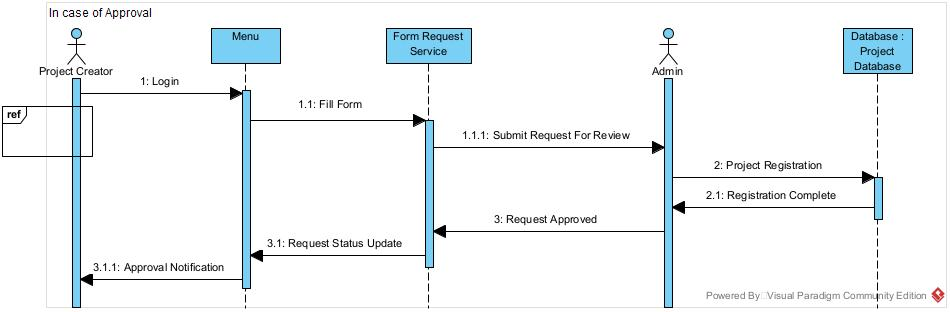 In case of Approval
Project Creator
Menu
Form Request
Service
Admin
Database :
Project
Database
1: Login
ref
1.1: Fill Form
1.1.1: Submit Request For Review
2: Project Registration
2.1: Registration Complete
3: Request Approved
3.1: Request Status Update
3.1.1: Approval Notification
Powered By Visual Paradigm Community Edition